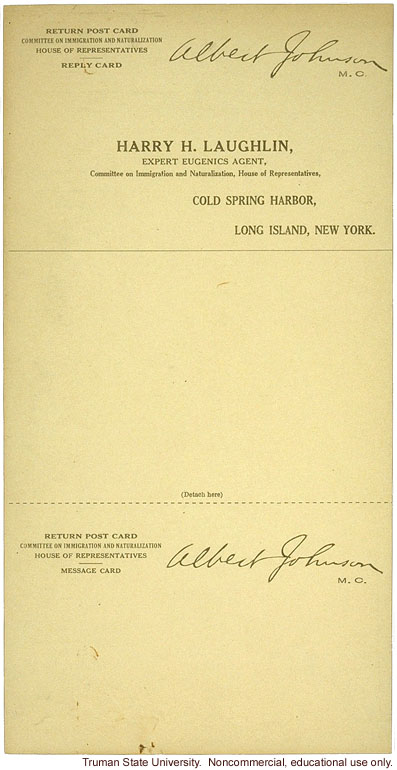 RETURN POST CARD
COMMITTEE ON IMMIGRATION AND NATURALIZATION
HOUSE OF REPRESENTATIVES
REPLY CARD
Albert Johnson
M. C.
HARRY H. LAUGHLIN,
EXPERT EUGENICS AGENT,
Committee on Immigration and Naturalization, House of Representatives,
COLD SPRING HARBOR,
LONG ISLAND, NEW YORK.
(Detach here)
RETURN POST CARD
COMMITTEE ON IMMIGRATION AND NATURALIZATION
HOUSE OF REPRESENTATIVES
MESSAGE CARD
Albert Johnson
M. C.
Truman State University. Noncommercial, educational use only.